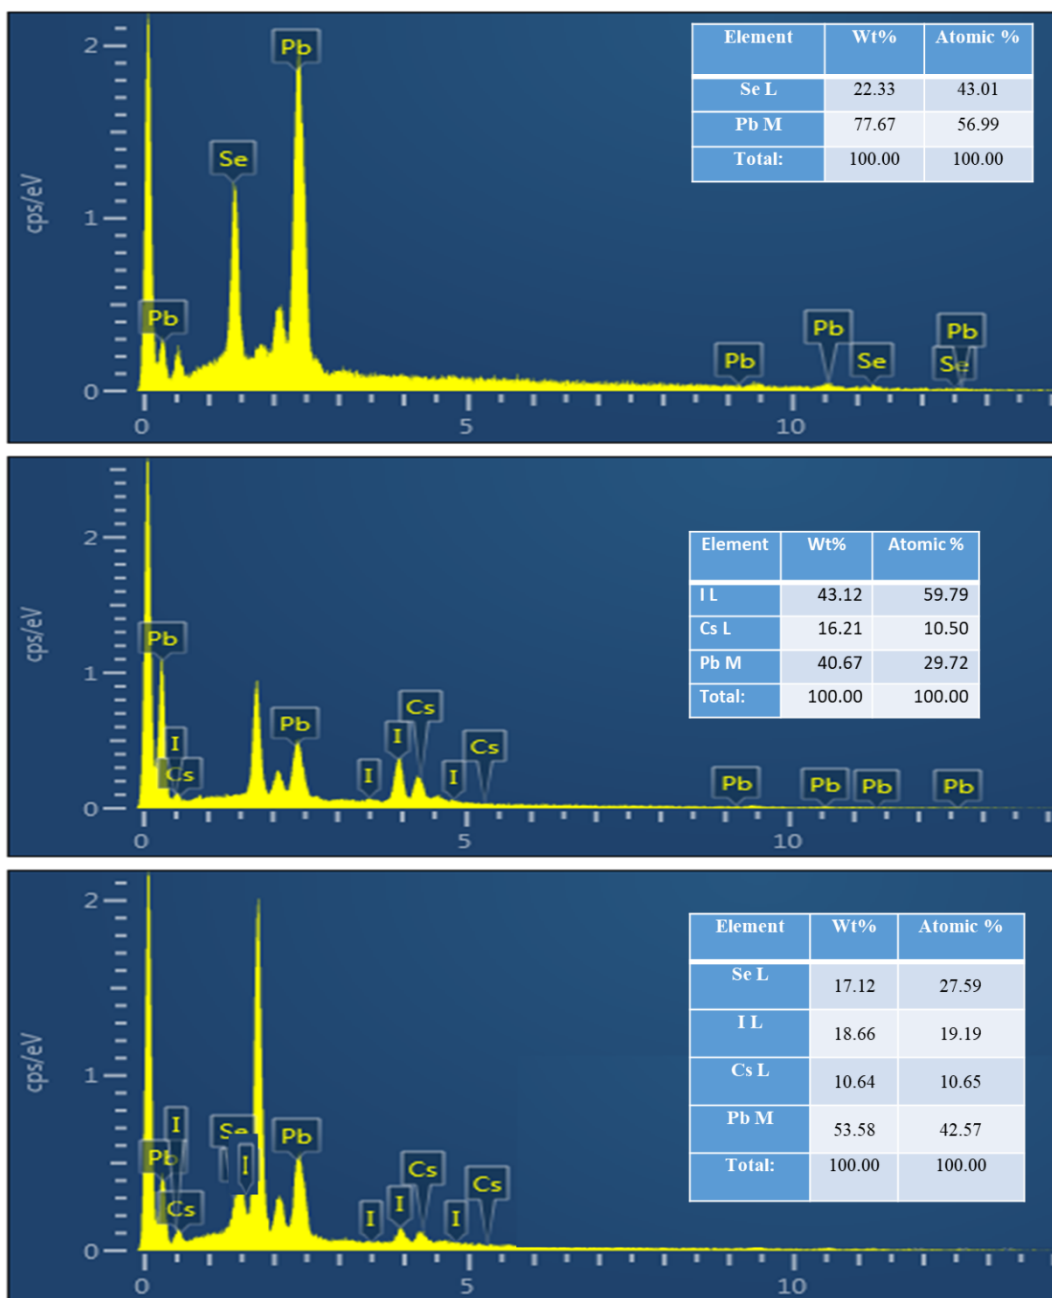 2
1
0
cps/eV
Pb
Se
Pb
Pb
Pb
Se
Pb
Se
0 5 10
Element Wt% Atomic %
Se L 22.33 43.01
Pb M 77.67 56.99
Total: 100.00 100.00
2
1
0
cps/eV
Pb
I
Cs
Pb
I
I
Cs
I
Cs
Pb
Pb
Pb
Pb
0 5 10
Element Wt% Atomic %
I L 43.12 59.79
Cs L 16.21 10.50
Pb M 40.67 29.72
Total: 100.00 100.00
2
1
0
cps/eV
I
Pb
Cs
Se
I
Pb
I
I
Cs
I
Cs
0 5 10
Element Wt% Atomic %
Se L 17.12 27.59
I L 18.66 19.19
Cs L 10.64 10.65
Pb M 53.58 42.57
Total: 100.00 100.00